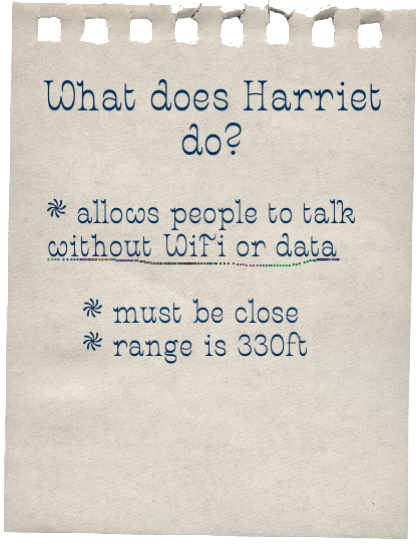 What does Harriet
do?
* allows people to talk
without WiFi or data
* must be close
* range is 330ft